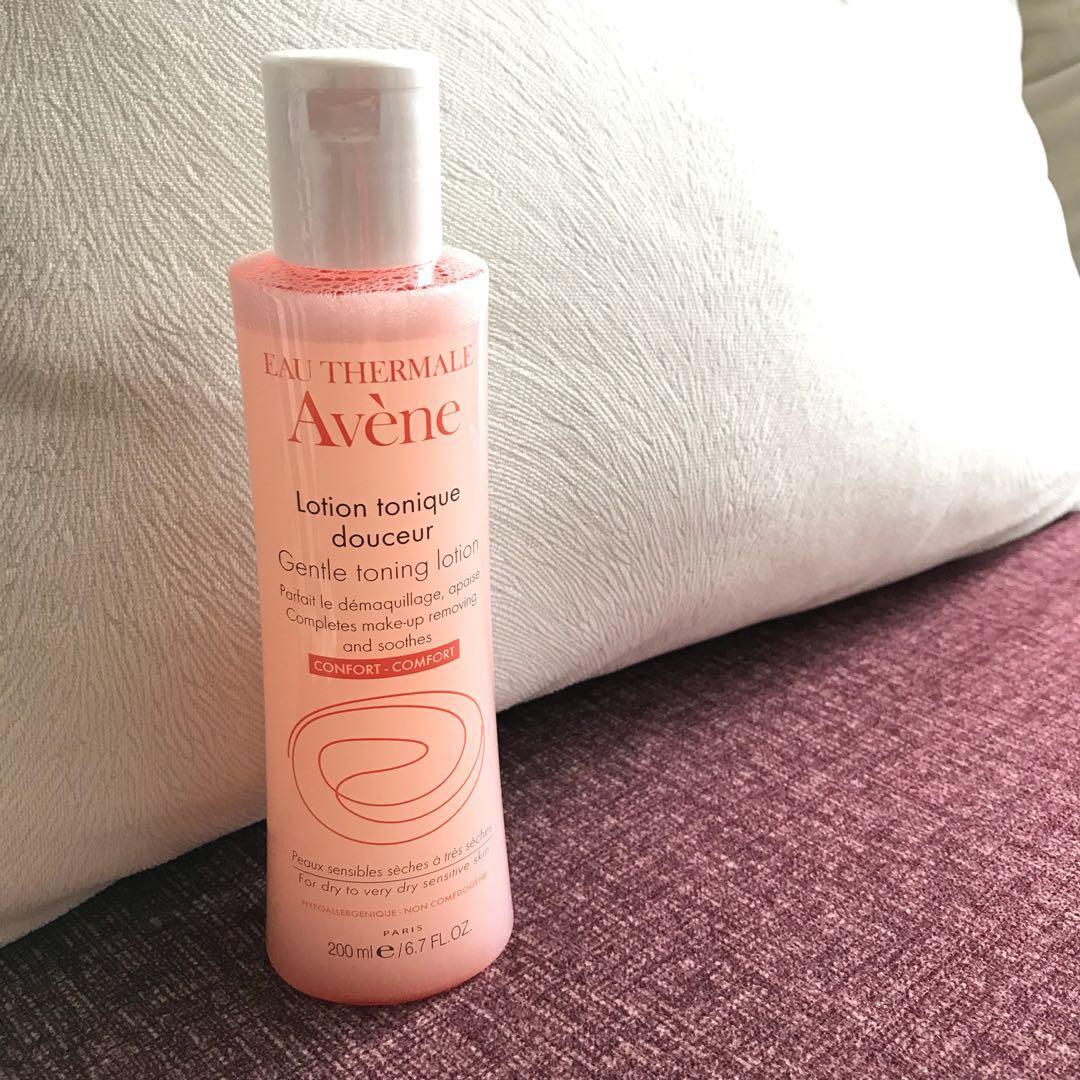 EAU THERMALE
Avène
Lotion tonique
douceur
Gentle toning lotion
Parfait le démaquillage, apaise
Completes make-up removing
and soothes
CONFORT - COMFORT
Peaux sensibles sèches à très sèches
For dry to very dry sensitive skin
HYPOALLERGENIQUE - NON COMEDOGENE
PARIS
200 ml e / 6.7 FL.OZ.